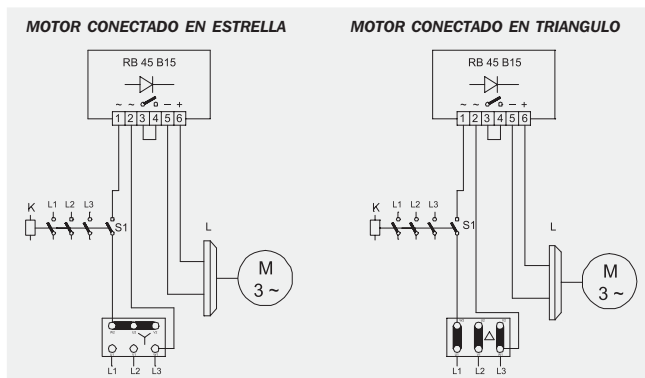 MOTOR CONECTADO EN ESTRELLA
RB 45 B15
~ ~ − +
1 2 3 4 5 6
K L1 L2 L3
S1
L
M
3 ~
L1 L2 L3
MOTOR CONECTADO EN TRIANGULO
RB 45 B15
~ ~ − +
1 2 3 4 5 6
K L1 L2 L3
S1
L
M
3 ~
L1 L2 L3